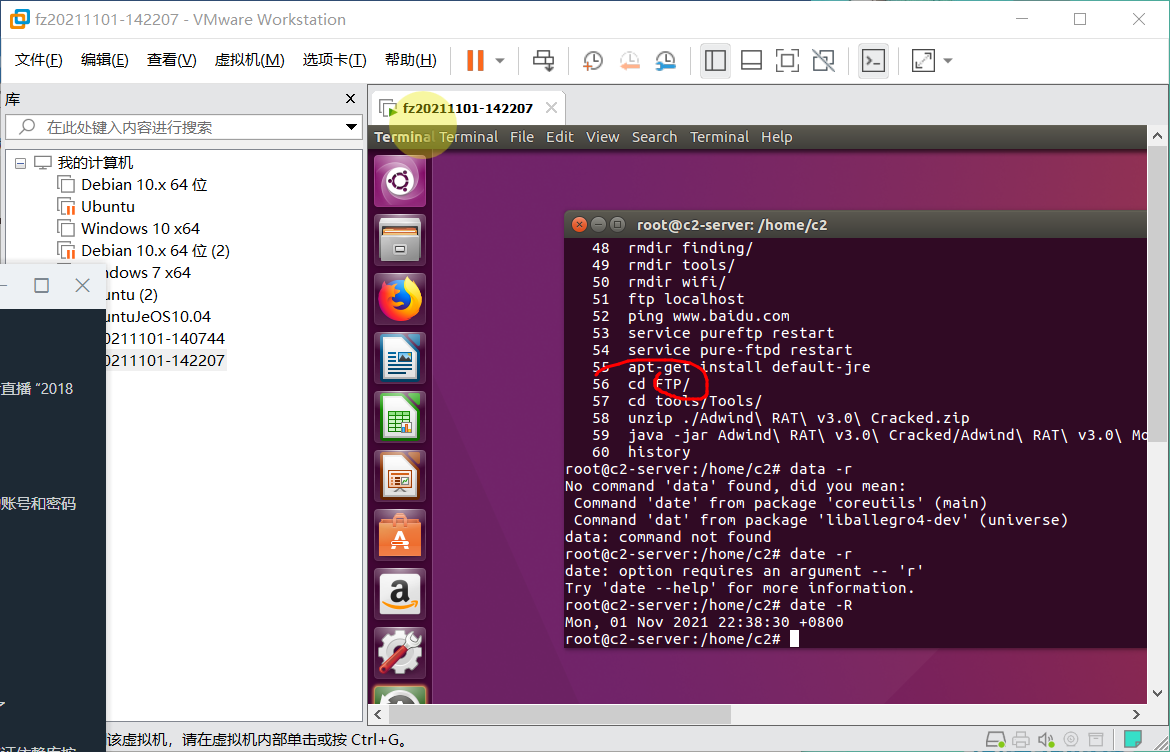 fz20211101-142207 - VMware Workstation
文件(F) 编辑(E) 查看(V) 虚拟机(M) 选项卡(T) 帮助(H)
库
在此处键入内容进行搜索
我的计算机
Debian 10.x 64 位
Ubuntu
Windows 10 x64
Debian 10.x 64 位 (2)
ndows 7 x64
untu (2)
untuJeOS10.04
0211101-140744
0211101-142207
直播 “2018
账号和密码
该虚拟机，请在虚拟机内部单击或按 Ctrl+G。
fz20211101-142207
Terminal Terminal File Edit View Search Terminal Help
root@c2-server: /home/c2
48 rmdir finding/
49 rmdir tools/
50 rmdir wifi/
51 ftp localhost
52 ping www.baidu.com
53 service pureftp restart
54 service pure-ftpd restart
55 apt-get install default-jre
56 cd FTP/
57 cd tools/Tools/
58 unzip ./Adwind\ RAT\ v3.0\ Cracked.zip
59 java -jar Adwind\ RAT\ v3.0\ Cracked/Adwind\ RAT\ v3.0\ Mo
60 history
root@c2-server:/home/c2# data -r
No command 'data' found, did you mean:
Command 'date' from package 'coreutils' (main)
Command 'dat' from package 'liballegro4-dev' (universe)
data: command not found
root@c2-server:/home/c2# date -r
date: option requires an argument -- 'r'
Try 'date --help' for more information.
root@c2-server:/home/c2# date -R
Mon, 01 Nov 2021 22:38:30 +0800
root@c2-server:/home/c2#